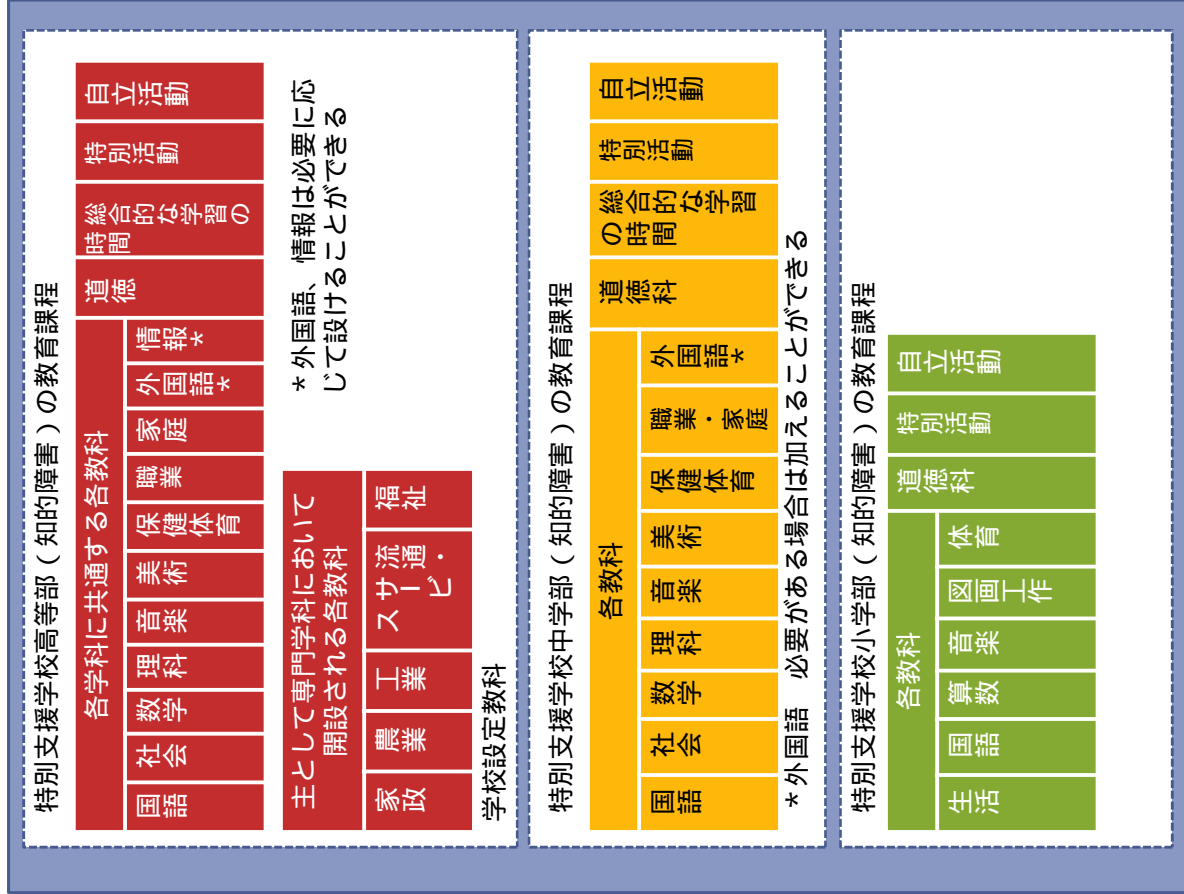 特別支援学校高等部(知的障害)の教育課程
各学科に共通する各教科
国語
社会
数学
理科
音楽
美術
保健体育
職業
家庭
外国語*
情報*
道徳
総合的な学習の
時間
特別活動
自立活動
主として専門学科において
開設される各教科
家政
農業
工業
流通・
サービ
ス
福祉
*外国語、情報は必要に応
じて設けることができる
学校設定教科
特別支援学校中学部(知的障害)の教育課程
各教科
国語
社会
数学
理科
音楽
美術
保健体育
職業・家庭
外国語*
道徳科
総合的な学習
の時間
特別活動
自立活動
*外国語 必要がある場合は加えることができる
特別支援学校小学部(知的障害)の教育課程
各教科
生活
国語
算数
音楽
図画工作
体育
道徳科
特別活動
自立活動